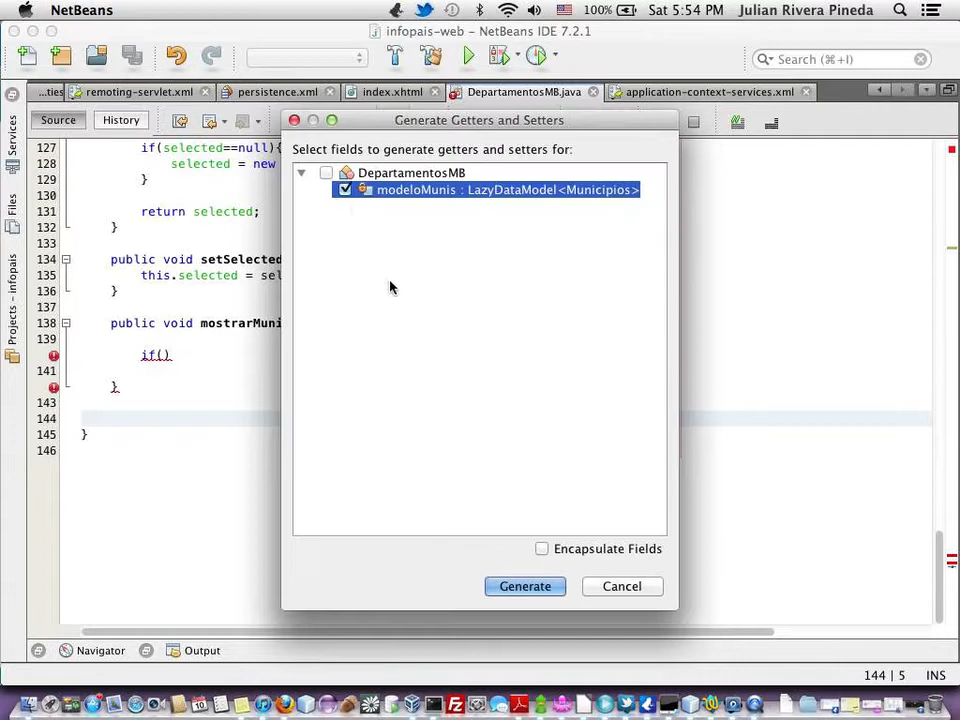 NetBeans
100%
Sat 5:54 PM
Julian Rivera Pineda
infopais-web - NetBeans IDE 7.2.1
Search (⌘+I)
...ties
remoting-servlet.xml
persistence.xml
index.xhtml
DepartamentosMB.java
application-context-services.xml
Source
History
Services
Files
Projects - infopais
127 if(selected==null){
128 selected = new
129 }
130
131 return selected;
132 }
133
134 public void setSelected
135 this.selected = sel
136 }
137
138 public void mostrarMuni
139
if()
141
}
143
144
145 }
146
Generate Getters and Setters
Select fields to generate getters and setters for:
DepartamentosMB
modeloMunis : LazyDataModel<Municipios>
Encapsulate Fields
Generate
Cancel
Navigator
Output
144 | 5
INS